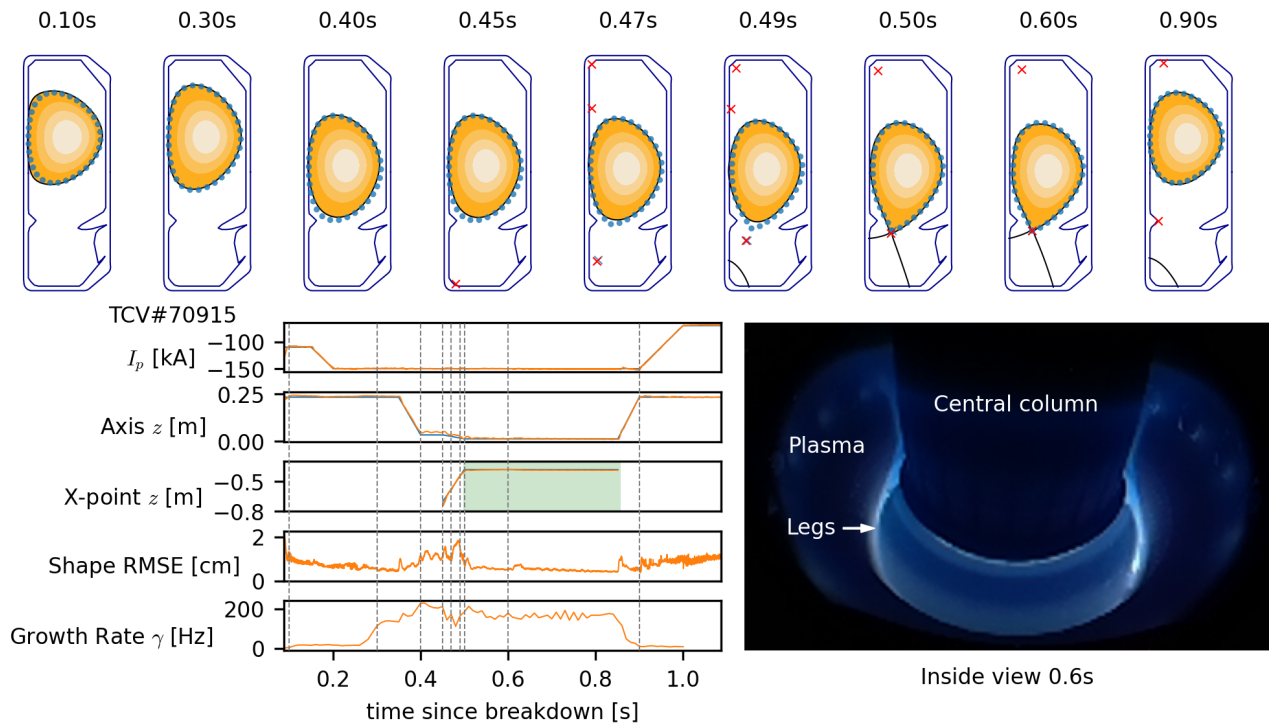 0.10s 0.30s 0.40s 0.45s 0.47s 0.49s 0.50s 0.60s 0.90s
TCV#70915
Iₚ [kA]
−100
−150
Axis z [m]
0.25
0.00
X-point z [m]
−0.5
−0.8
Shape RMSE [cm]
2
0
Growth Rate γ [Hz]
200
0
0.2 0.4 0.6 0.8 1.0
time since breakdown [s]
Central column
Plasma
Legs
Inside view 0.6s